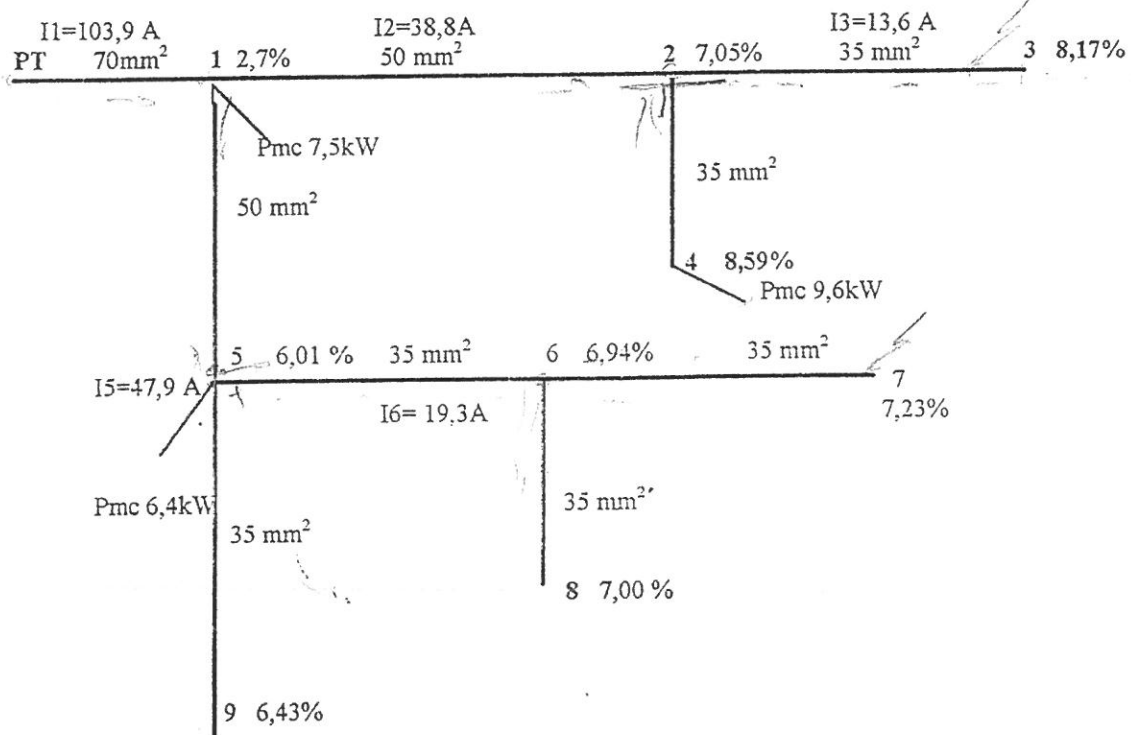 I1=103,9 A I2=38,8A I3=13,6 A
PT 70mm² 1 2,7% 50 mm² 2 7,05% 35 mm² 3 8,17%
Pmc 7,5kW
50 mm²
35 mm²
4 8,59%
Pmc 9,6kW
5 6,01 % 35 mm² 6 6,94% 35 mm² 7
I5=47,9 A
I6= 19,3A
7,23%
Pmc 6,4kW
35 mm²
35 mm²
8 7,00 %
9 6,43%